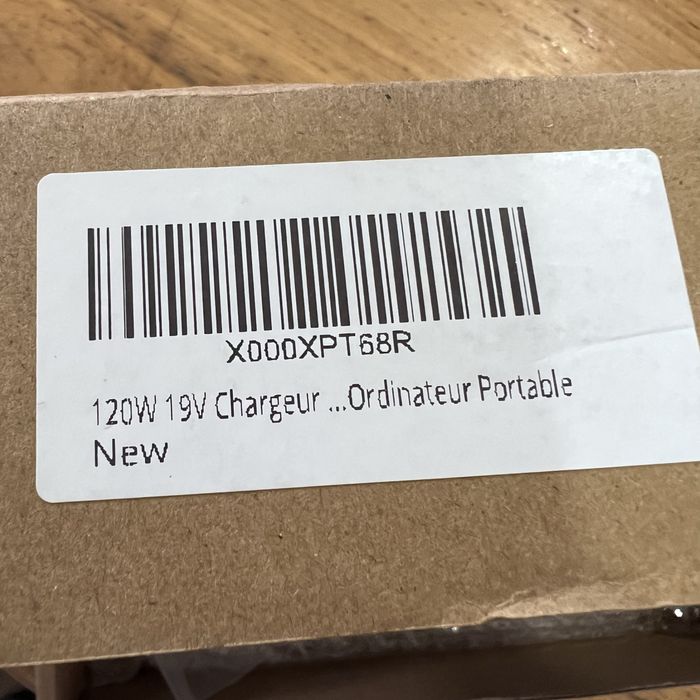 X000XPT68R
120W 19V Chargeur ...Ordinateur Portable
New